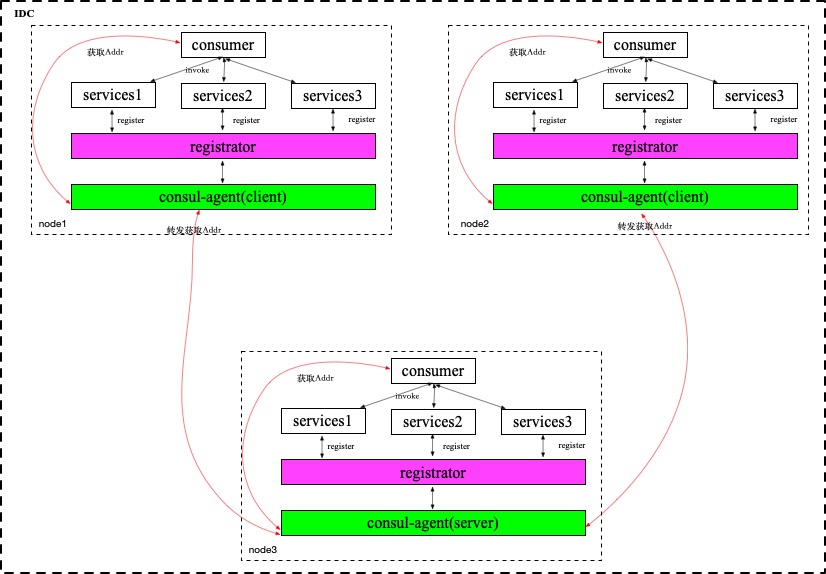 IDC
consumer
获取Addr
invoke
services1
services2
services3
register
register
register
registrator
consul-agent(client)
node1
转发获取Addr
consumer
获取Addr
invoke
services1
services2
services3
register
register
register
registrator
consul-agent(client)
node2
转发获取Addr
consumer
获取Addr
invoke
services1
services2
services3
register
register
register
registrator
consul-agent(server)
node3